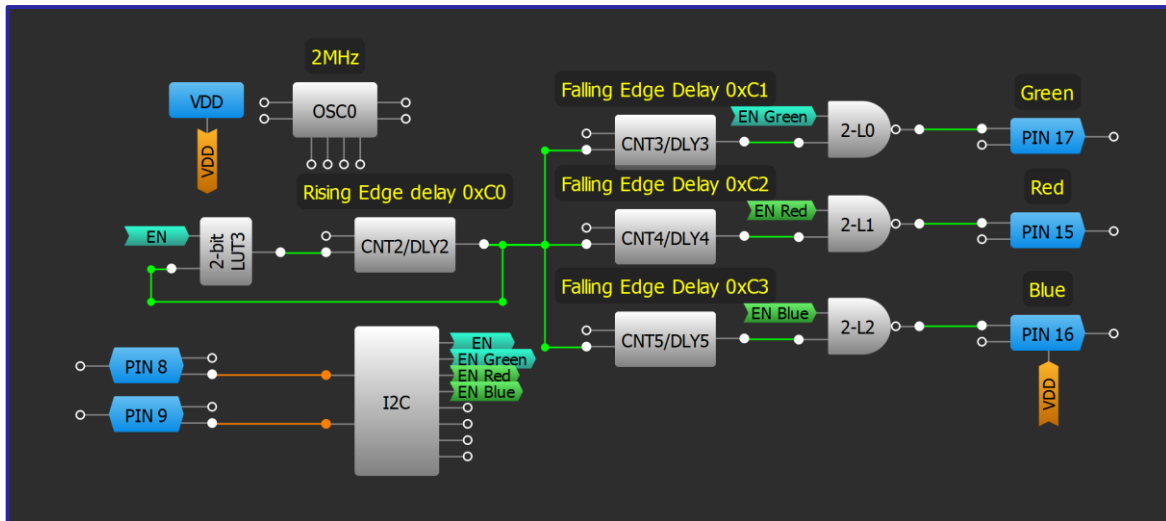 2MHz
VDD
OSC0
VDD
Rising Edge delay 0xC0
EN
2-bit
LUT3
CNT2/DLY2
Falling Edge Delay 0xC1
EN Green
CNT3/DLY3
2-L0
Green
PIN 17
Falling Edge Delay 0xC2
EN Red
CNT4/DLY4
2-L1
Red
PIN 15
Falling Edge Delay 0xC3
EN Blue
CNT5/DLY5
2-L2
Blue
PIN 16
VDD
PIN 8
PIN 9
I2C
EN
EN Green
EN Red
EN Blue